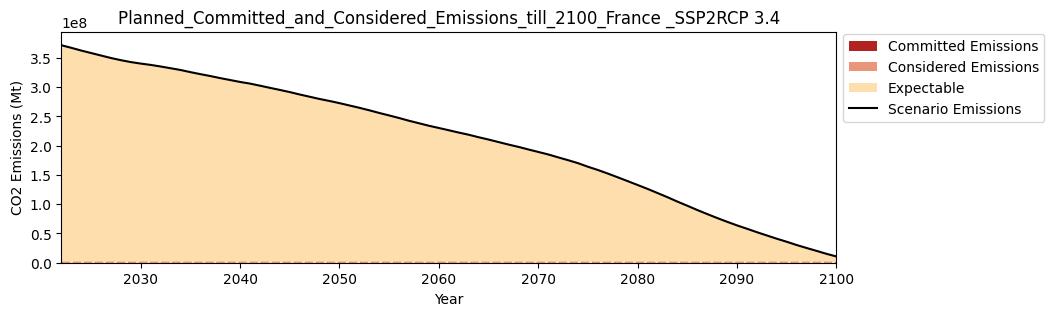 Planned_Committed_and_Considered_Emissions_till_2100_France _SSP2RCP 3.4
1e8
3.5
3.0
2.5
2.0
1.5
1.0
0.5
0.0
CO2 Emissions (Mt)
2030 2040 2050 2060 2070 2080 2090 2100
Year
Committed Emissions
Considered Emissions
Expectable
Scenario Emissions